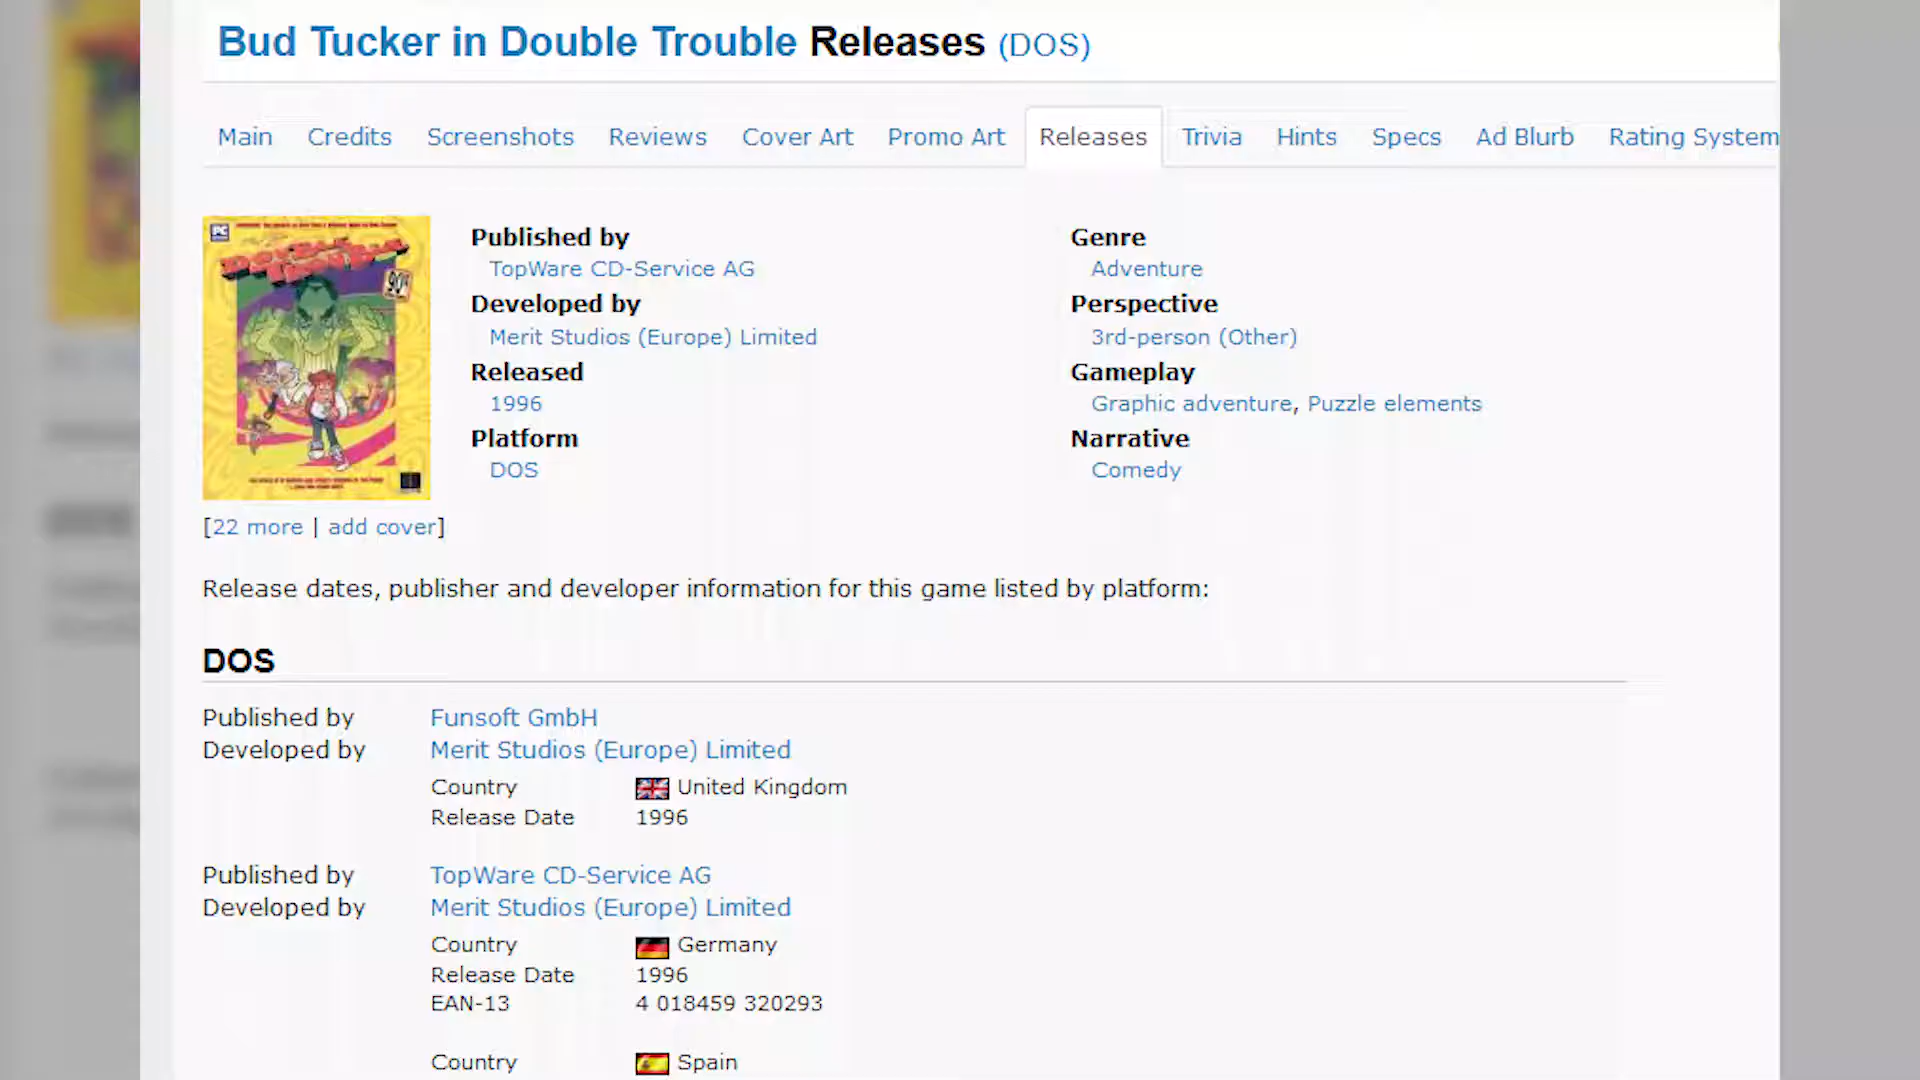 Bud Tucker in Double Trouble Releases (DOS)
Main Credits Screenshots Reviews Cover Art Promo Art Releases Trivia Hints Specs Ad Blurb Rating System
PC
DOUBLE
TROUBLE
Published by
TopWare CD-Service AG
Developed by
Merit Studios (Europe) Limited
Released
1996
Platform
DOS
Genre
Adventure
Perspective
3rd-person (Other)
Gameplay
Graphic adventure, Puzzle elements
Narrative
Comedy
[22 more | add cover]
Release dates, publisher and developer information for this game listed by platform:
DOS
Published by Funsoft GmbH
Developed by Merit Studios (Europe) Limited
Country United Kingdom
Release Date 1996
Published by TopWare CD-Service AG
Developed by Merit Studios (Europe) Limited
Country Germany
Release Date 1996
EAN-13 4 018459 320293
Country Spain